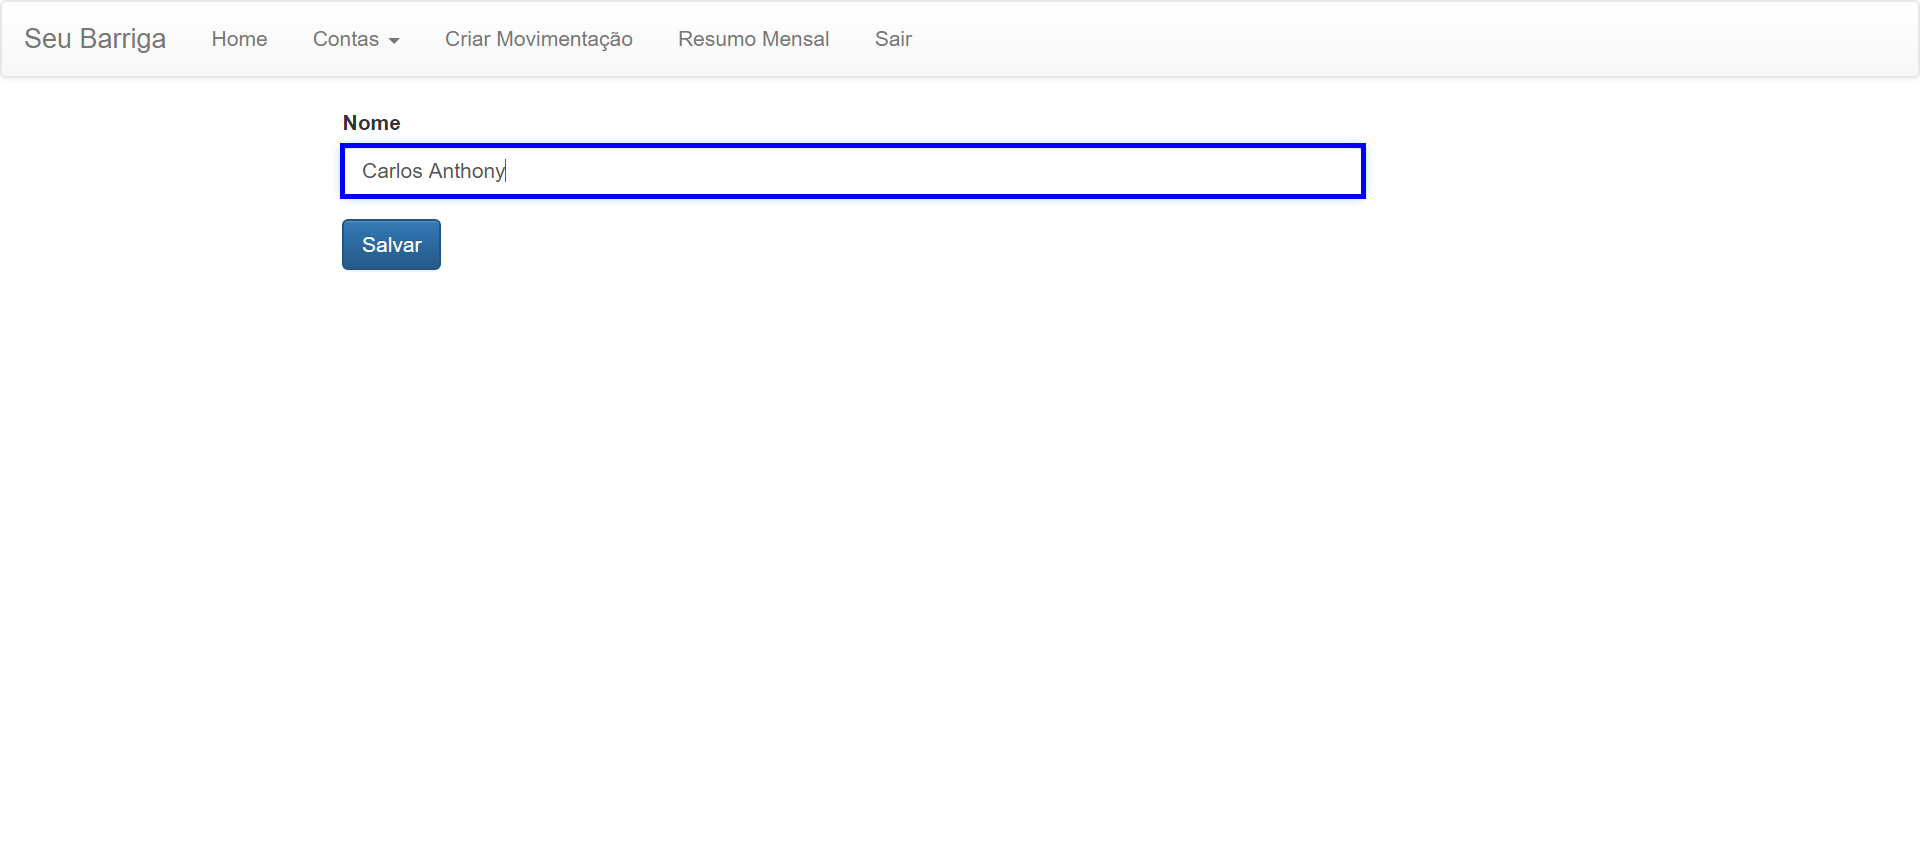 Seu Barriga Home Contas Criar Movimentação Resumo Mensal Sair
Nome
Carlos Anthony
Salvar